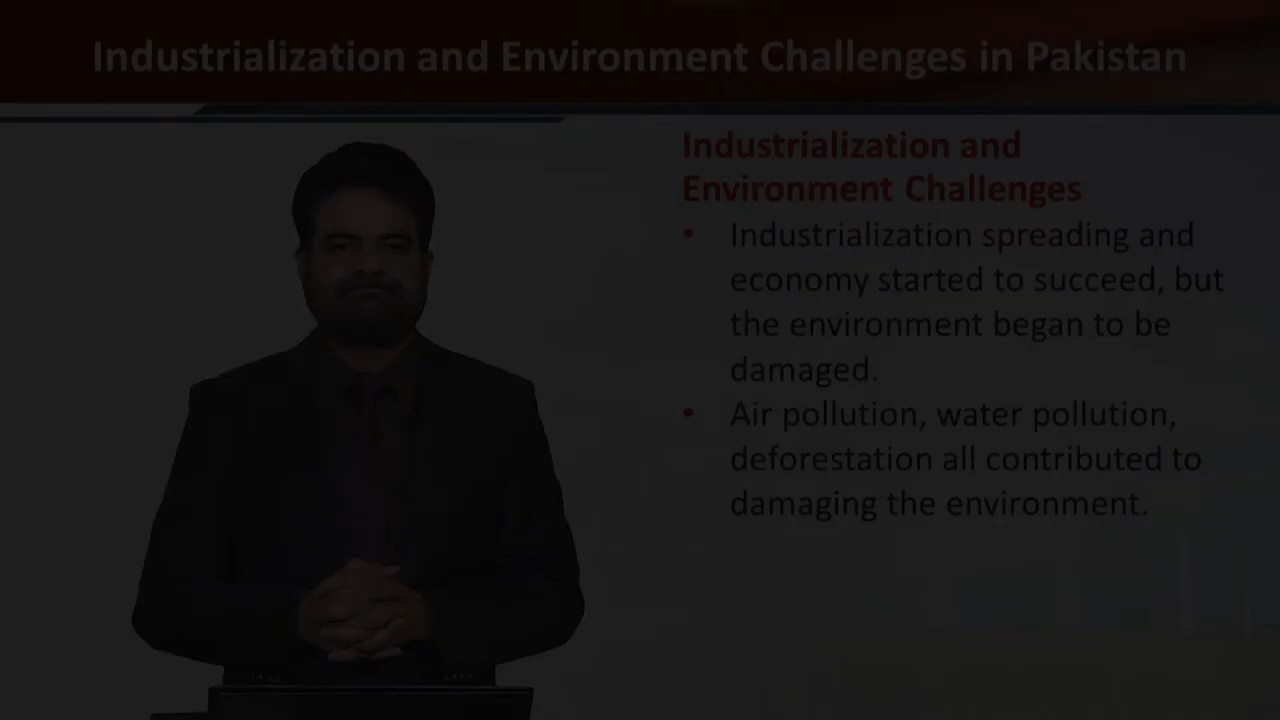 Industrialization and Environment Challenges in Pakistan
Industrialization and
Environment Challenges
• Industrialization spreading and
economy started to succeed, but
the environment began to be
damaged.
• Air pollution, water pollution,
deforestation all contributed to
damaging the environment.